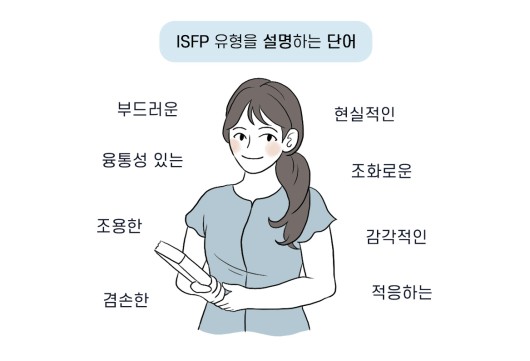 ISFP 유형을 설명하는 단어
부드러운
현실적인
융통성 있는
조화로운
조용한
감각적인
겸손한
적응하는